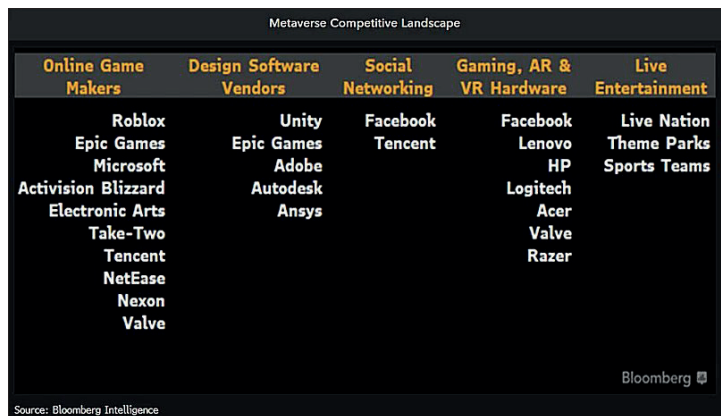 Metaverse Competitive Landscape
Online Game Makers
Design Software Vendors
Social Networking
Gaming, AR & VR Hardware
Live Entertainment
Roblox Unity Facebook Facebook Live Nation
Epic Games Epic Games Tencent Lenovo Theme Parks
Microsoft Adobe HP Sports Teams
Activision Blizzard Autodesk Logitech
Electronic Arts Ansys Acer
Take-Two Valve
Tencent Razer
NetEase
Nexon
Valve
Bloomberg
Source: Bloomberg Intelligence